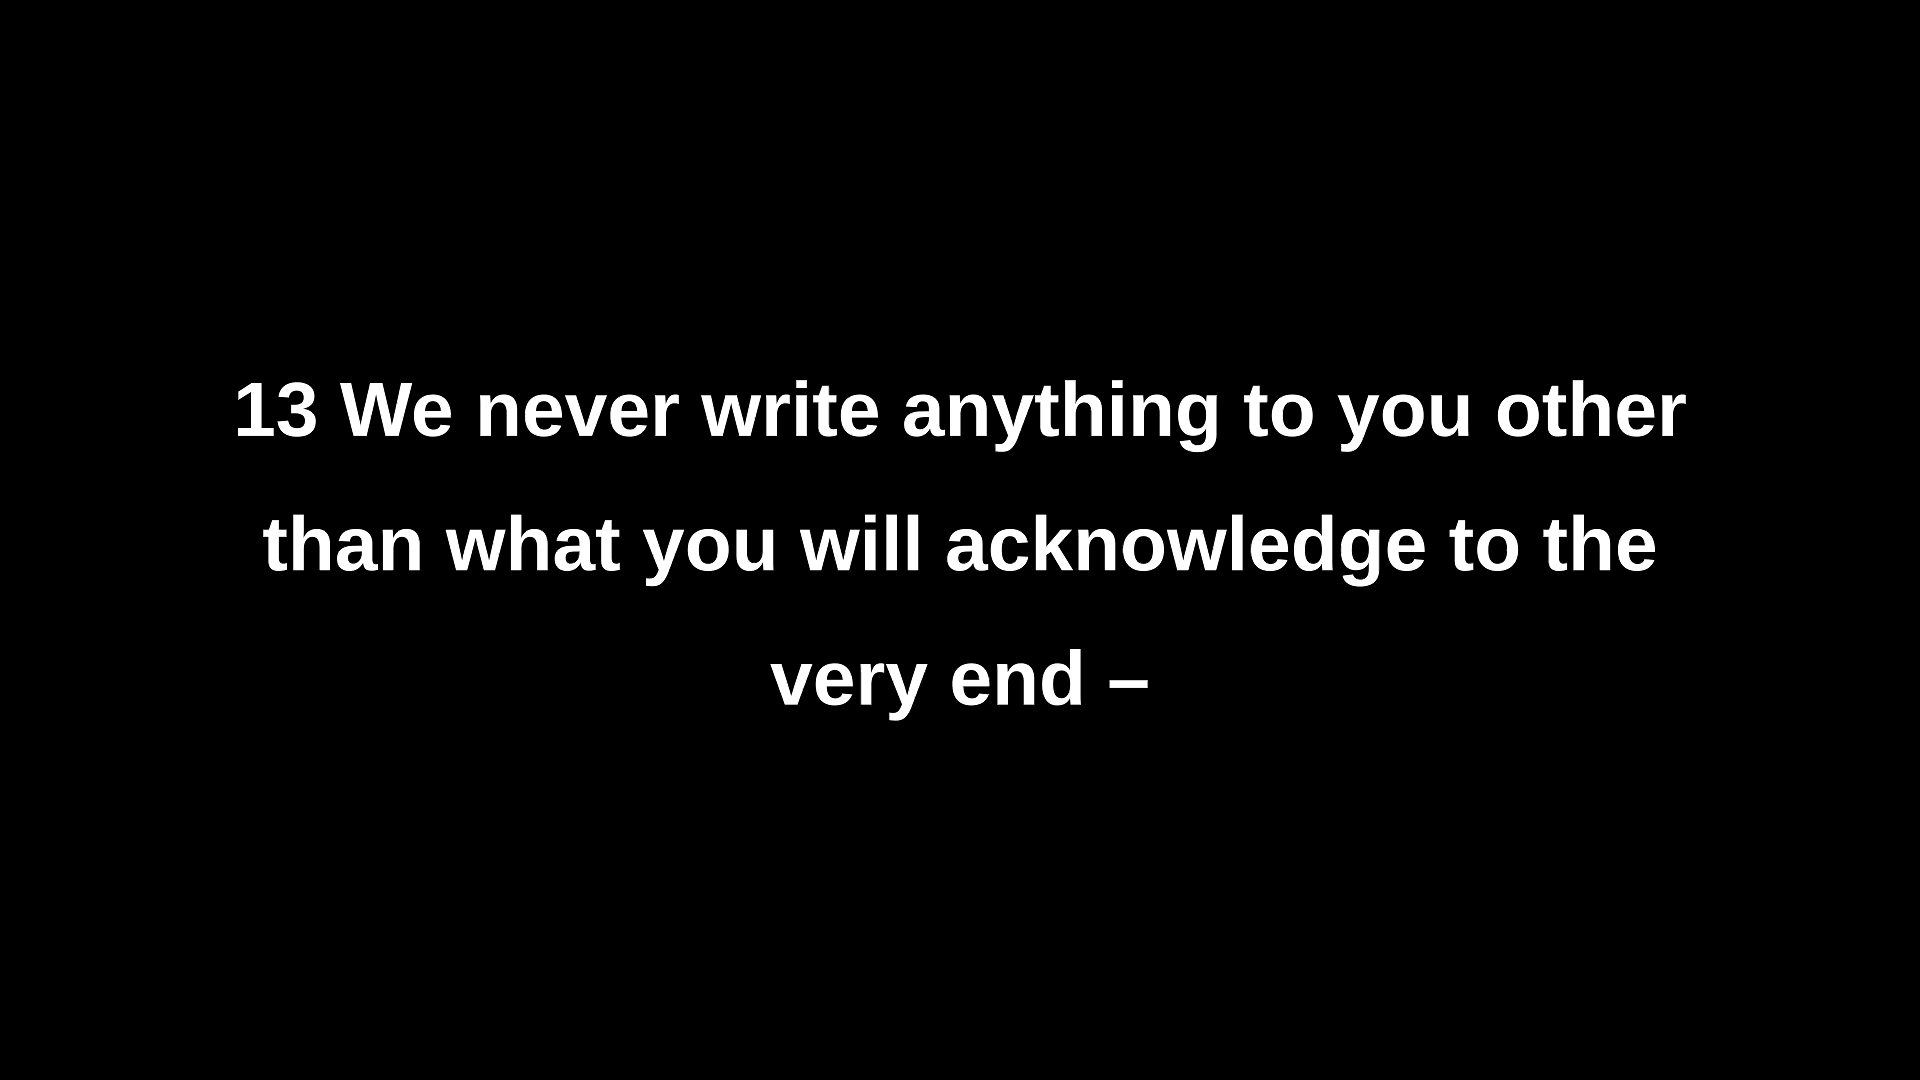 13 We never write anything to you other
than what you will acknowledge to the
very end –